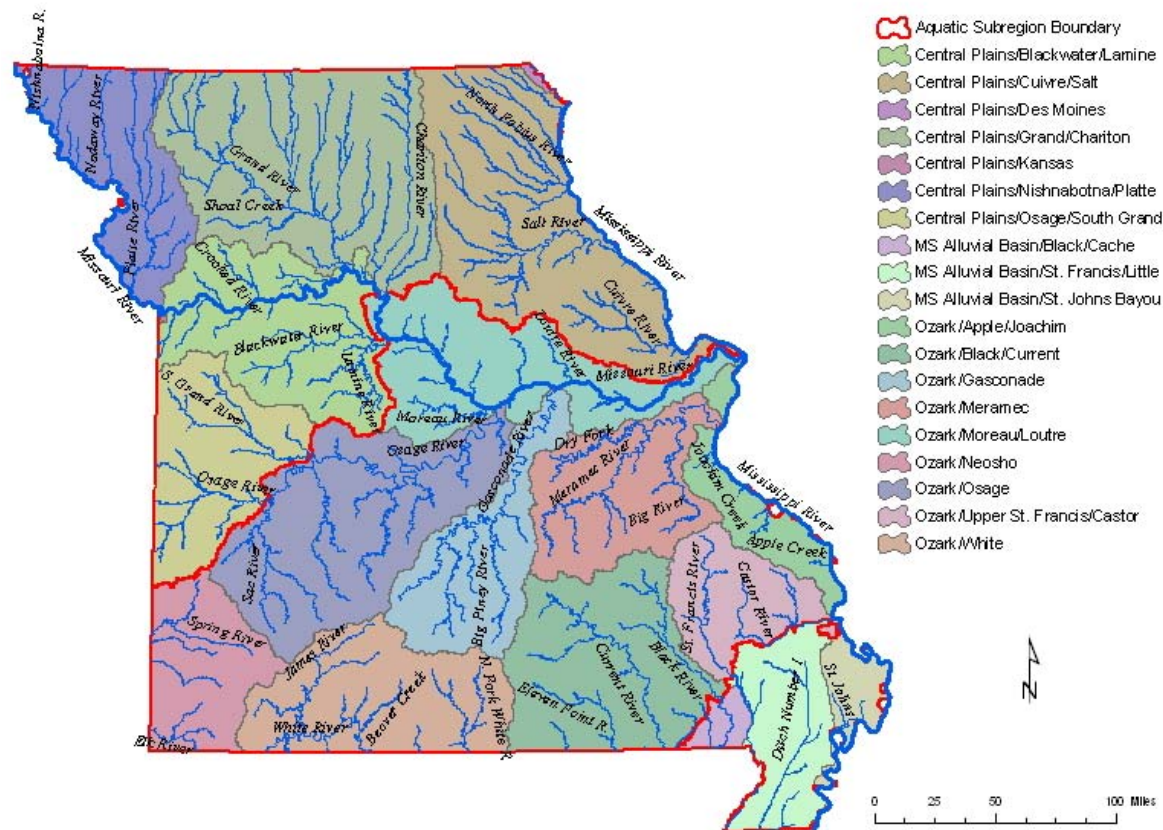 Nishnabotna R.
Nodaway River
Platte River
Missouri River
Grand River
Shoal Creek
Chariton River
Crooked River
North Fabius River
Salt River
Mississippi River
Cuivre River
Blackwater River
Lamine River
Loutre River
Missouri River
S. Grand River
Moreau River
Osage River
Osage River
Gasconade River
Dry Fork
Meramec River
Big River
Joachim Creek
Mississippi River
Apple Creek
Sac River
Big Piney River
St. Francis River
Castor River
Spring River
James River
Black River
Current River
Eleven Point R.
White River
Beaver Creek
N. Fork White R.
Elk River
Ditch Number 1
St. Johns
Aquatic Subregion Boundary
Central Plains/Blackwater/Lamine
Central Plains/Cuivre/Salt
Central Plains/Des Moines
Central Plains/Grand/Chariton
Central Plains/Kansas
Central Plains/Nishnabotna/Platte
Central Plains/Osage/South Grand
MS Alluvial Basin/Black/Cache
MS Alluvial Basin/St. Francis/Little
MS Alluvial Basin/St. Johns Bayou
Ozark/Apple/Joachim
Ozark/Black/Current
Ozark/Gasconade
Ozark/Meramec
Ozark/Moreau/Loutre
Ozark/Neosho
Ozark/Osage
Ozark/Upper St. Francis/Castor
Ozark/White
N
0 25 50 100 Miles